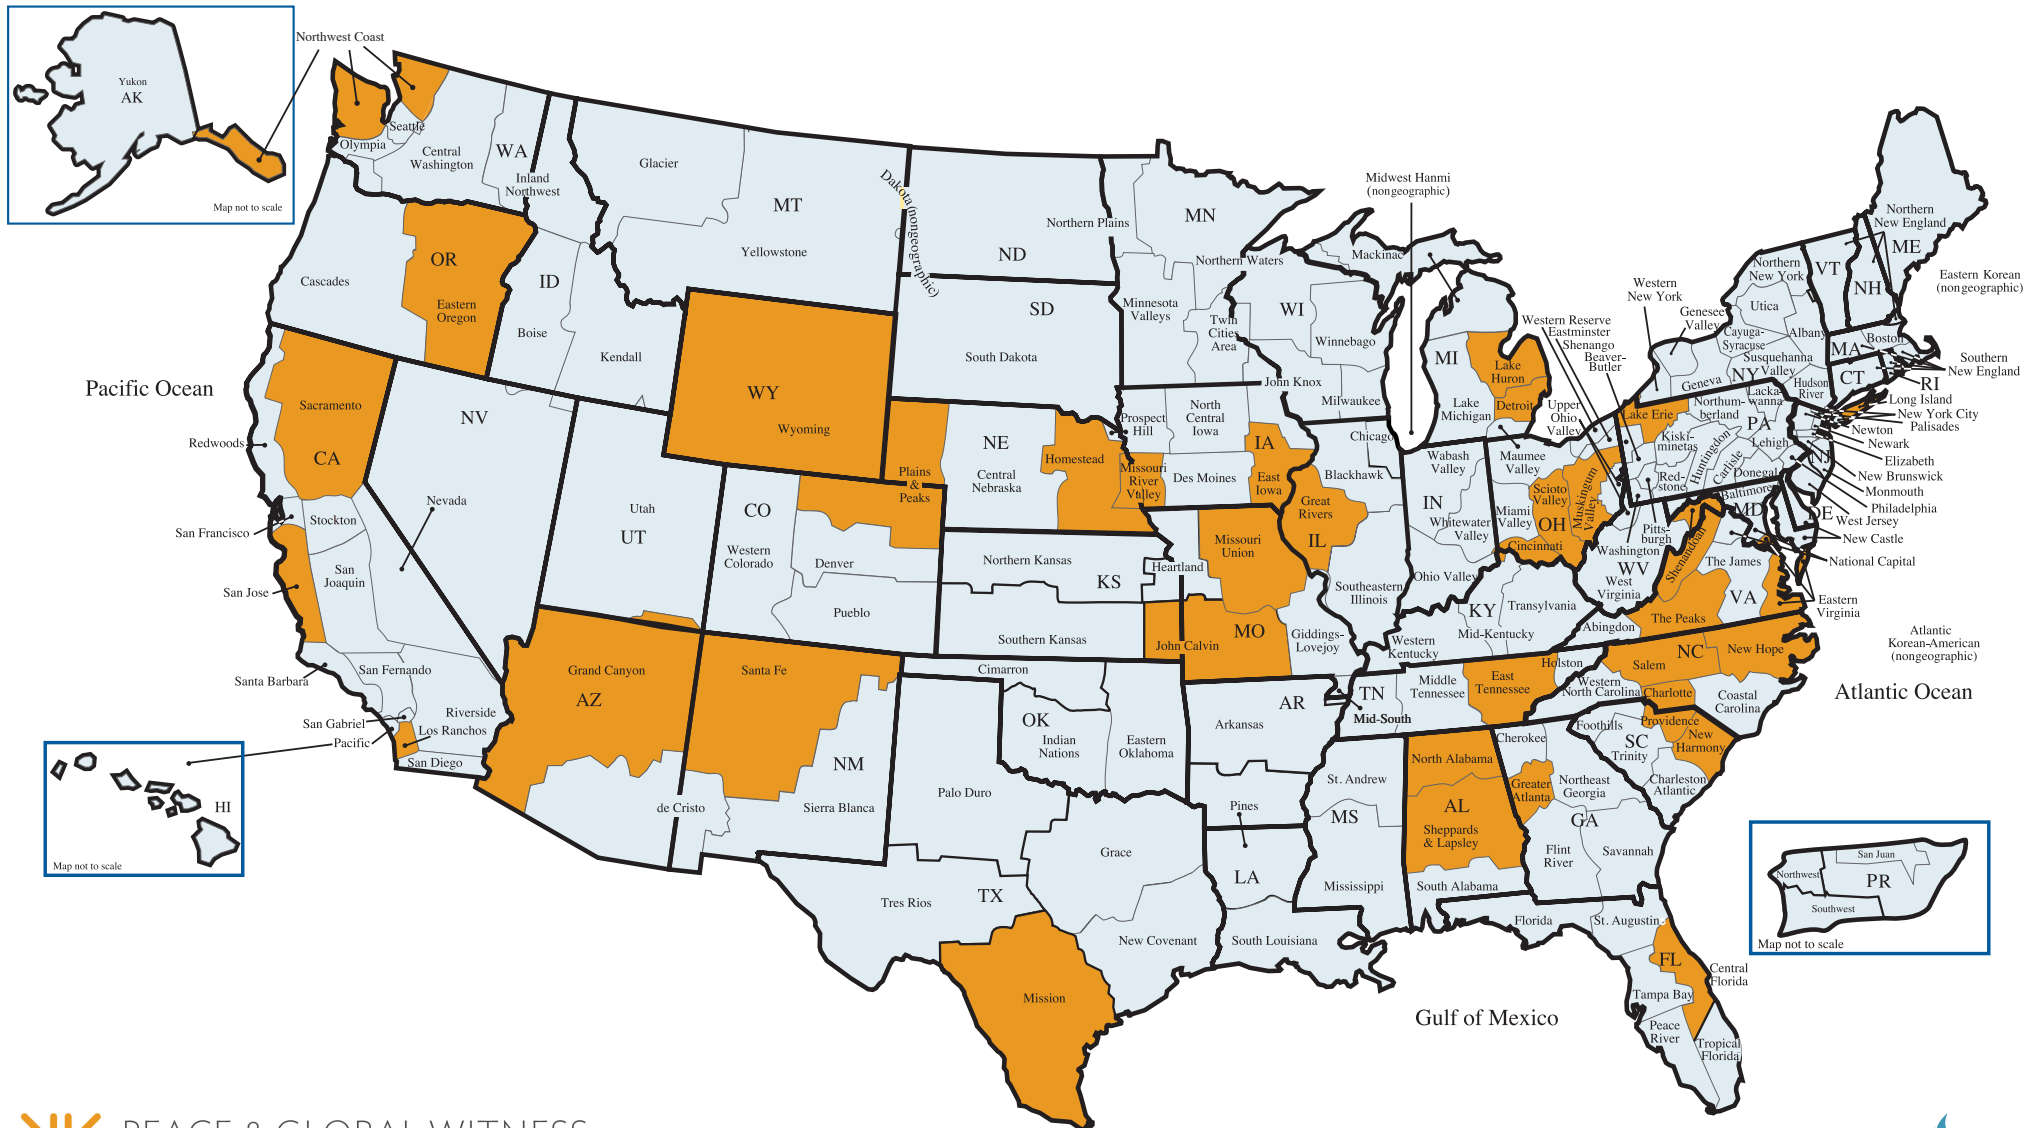 Northwest Coast
Yukon
AK
Map not to scale
Seattle
Olympia
Central
Washington
WA
Inland
Northwest
Glacier
MT
Yellowstone
Dakota (nongeographic)
Northern Plains
ND
MN
Midwest Hanmi
(nongeographic)
Mackinac
Northern Waters
Cascades
OR
Eastern
Oregon
ID
Boise
Kendall
WY
Wyoming
SD
South Dakota
Minnesota
Valleys
Twin
Cities
Area
WI
Winnebago
John Knox
Milwaukee
MI
Lake
Huron
Detroit
Lake
Michigan
Western Reserve
Eastminster
Shenango
Beaver-
Butler
Upper
Ohio
Valley
Western
New York
Genesee
Valley
Northern
New York
Utica
Cayuga-
Syracuse
Albany
Susquehanna
Valley
NY
Geneva
Hudson
River
VT
NH
ME
Northern
New England
Eastern Korean
(nongeographic)
MA
Boston
CT
RI
Southern
New England
Long Island
New York City
Palisades
Newton
Newark
Elizabeth
New Brunswick
Monmouth
Philadelphia
West Jersey
New Castle
National Capital
Eastern
Virginia
Lake Erie
Northum-
berland
Lacka-
wanna
PA
Kiski-
minetas
Huntingdon
Carlisle
Lehigh
Donegal
Red-
stone
NJ
Baltimore
MD
DE
Pitts-
burgh
Washington
WV
West
Virginia
Shenandoah
The James
VA
The Peaks
Abingdon
Pacific Ocean
Sacramento
CA
Redwoods
NV
Nevada
San Francisco
Stockton
San
Joaquin
San Jose
Santa Barbara
San Fernando
San Gabriel
Pacific
Riverside
Los Ranchos
San Diego
Utah
UT
CO
Western
Colorado
Denver
Pueblo
Plains
&
Peaks
NE
Central
Nebraska
Homestead
Prospect
Hill
North
Central
Iowa
IA
Missouri
River
Valley
Des Moines
East
Iowa
Chicago
Blackhawk
Great
Rivers
IL
Southeastern
Illinois
Wabash
Valley
IN
Whitewater
Valley
Ohio Valley
Maumee
Valley
Miami
Valley
Scioto
Valley
OH
Muskingum
Valley
Cincinnati
Northern Kansas
KS
Southern Kansas
Heartland
Missouri
Union
John Calvin
MO
Giddings-
Lovejoy
KY
Transylvania
Mid-Kentucky
Western
Kentucky
TN
Middle
Tennessee
East
Tennessee
Holston
Mid-South
Western
North Carolina
Salem
NC
New Hope
Charlotte
Coastal
Carolina
Atlantic
Korean-American
(nongeographic)
Atlantic Ocean
Grand Canyon
AZ
Santa Fe
NM
de Cristo
Sierra Blanca
Cimarron
OK
Indian
Nations
Eastern
Oklahoma
AR
Arkansas
Pines
LA
South Louisiana
St. Andrew
MS
Mississippi
North Alabama
AL
Sheppards
& Lapsley
South Alabama
Cherokee
Greater
Atlanta
Northeast
Georgia
GA
Flint
River
Savannah
Foothills
SC
Trinity
Providence
New
Harmony
Charleston
Atlantic
Palo Duro
TX
Tres Rios
Grace
New Covenant
Mission
Florida
St. Augustin
FL
Central
Florida
Tampa Bay
Peace
River
Tropical
Florida
Gulf of Mexico
HI
Map not to scale
San Juan
Northwest
PR
Southwest
Map not to scale
PEACE & GLOBAL WITNESS